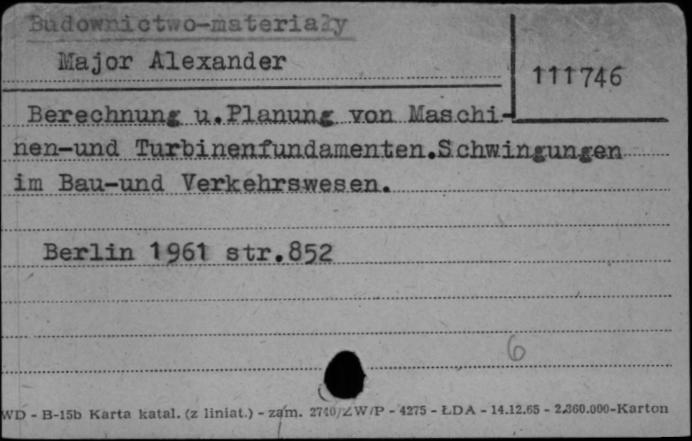 Budownictwo-materiały
Major Alexander
111746
Berechnung u.Planung von Maschi-
nen-und Turbinenfundamenten.Schwingungen
im Bau-und Verkehrswesen.
Berlin 1961 str.852
6
WD - B-15b Karta katal. (z liniat.) - zam. 2740/ZW/P - 4275 - ŁDA - 14.12.65 - 2.360.000-Karton